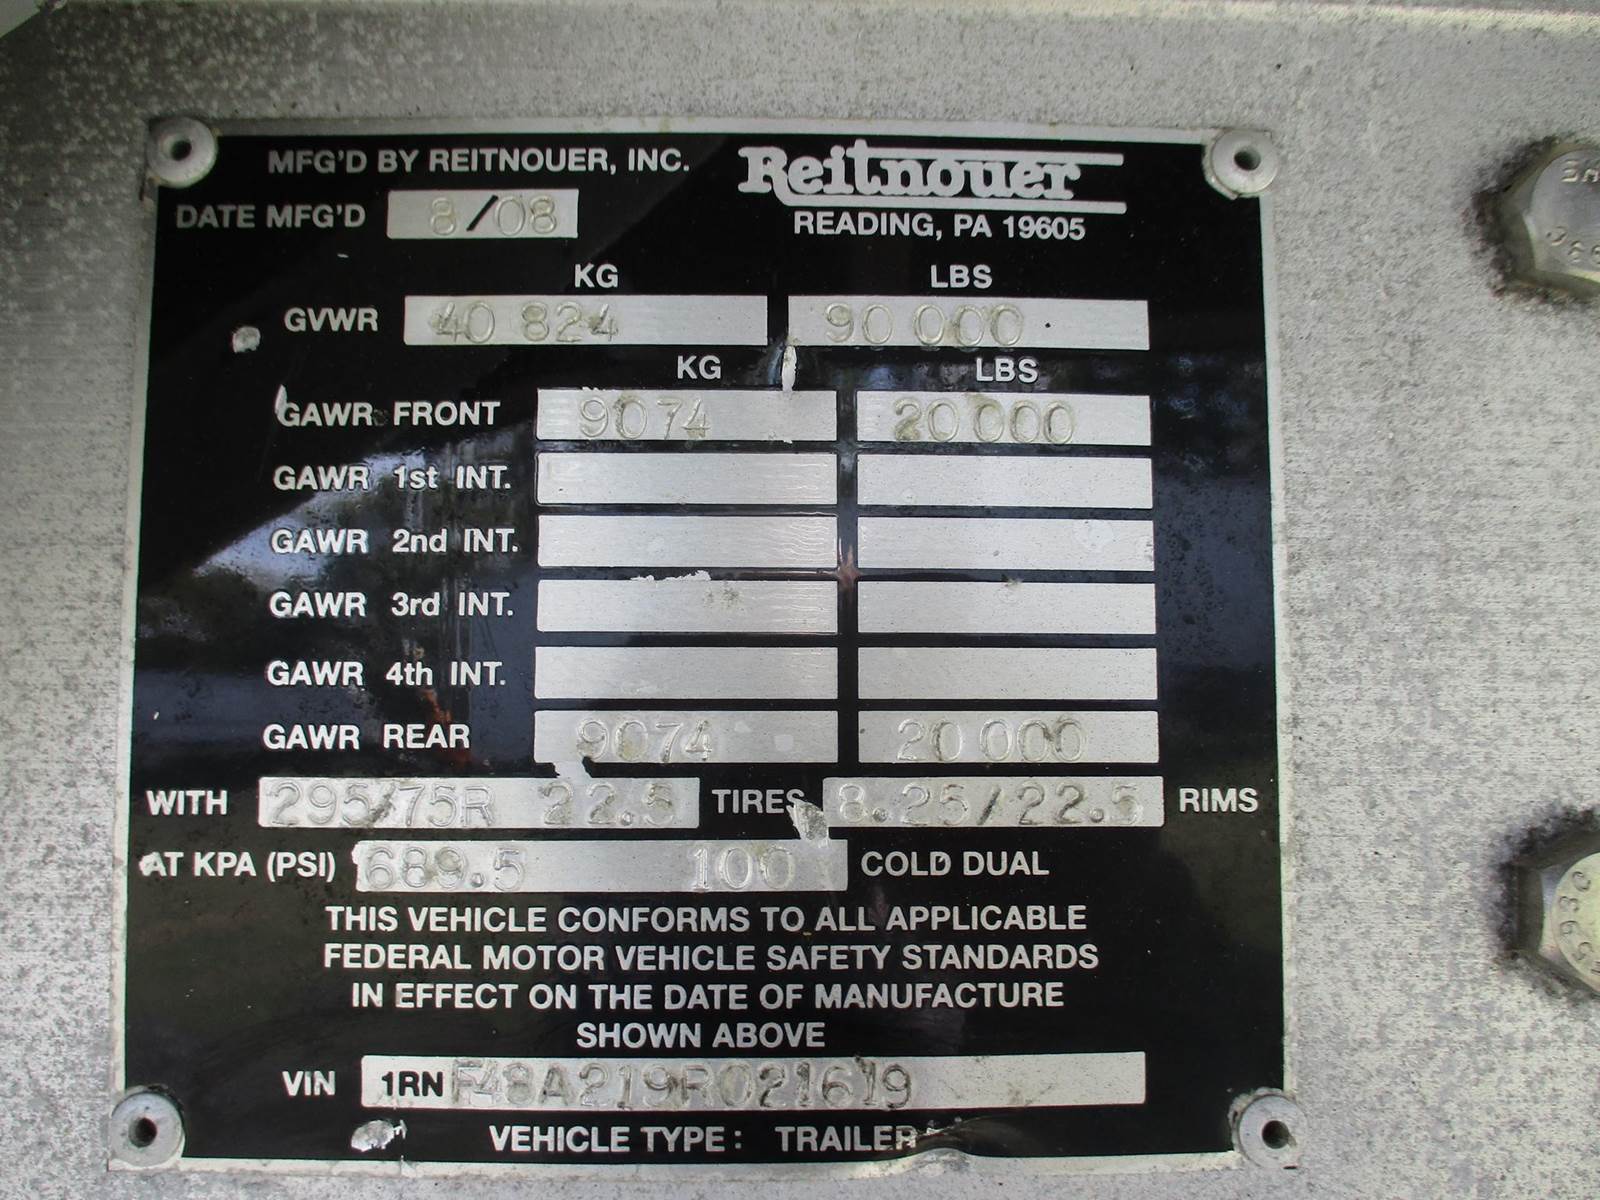 MFG'D BY REITNOUER, INC.
Reitnouer
DATE MFG'D 8/08
READING, PA 19605
KG LBS
GVWR 40 824 90 000
KG LBS
GAWR FRONT 9074 20 000
GAWR 1st INT.
GAWR 2nd INT.
GAWR 3rd INT.
GAWR 4th INT.
GAWR REAR 9074 20 000
WITH 295/75R 22.5 TIRES 8.25/22.5 RIMS
AT KPA (PSI) 689.5 100 COLD DUAL
THIS VEHICLE CONFORMS TO ALL APPLICABLE
FEDERAL MOTOR VEHICLE SAFETY STANDARDS
IN EFFECT ON THE DATE OF MANUFACTURE
SHOWN ABOVE
VIN 1RNF48A219R021619
VEHICLE TYPE: TRAILER